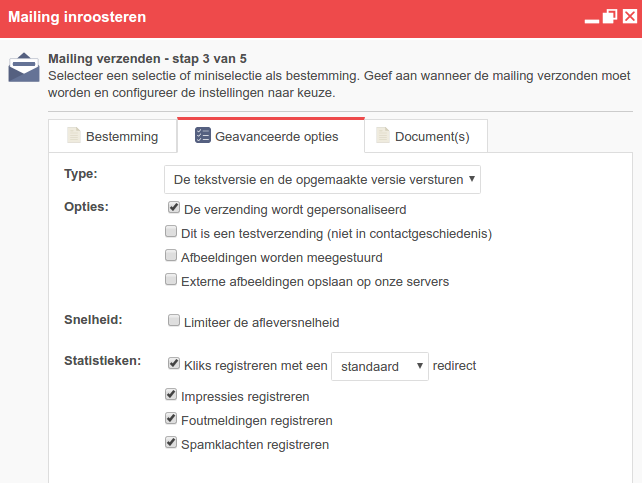 Mailing inroosteren
Mailing verzenden - stap 3 van 5
Selecteer een selectie of miniselectie als bestemming. Geef aan wanneer de mailing verzonden moet
worden en configureer de instellingen naar keuze.
Bestemming Geavanceerde opties Document(s)
Type: De tekstversie en de opgemaakte versie versturen
Opties: De verzending wordt gepersonaliseerd
Dit is een testverzending (niet in contactgeschiedenis)
Afbeeldingen worden meegestuurd
Externe afbeeldingen opslaan op onze servers
Snelheid: Limiteer de afleversnelheid
Statistieken: Kliks registreren met een standaard redirect
Impressies registreren
Foutmeldingen registreren
Spamklachten registreren